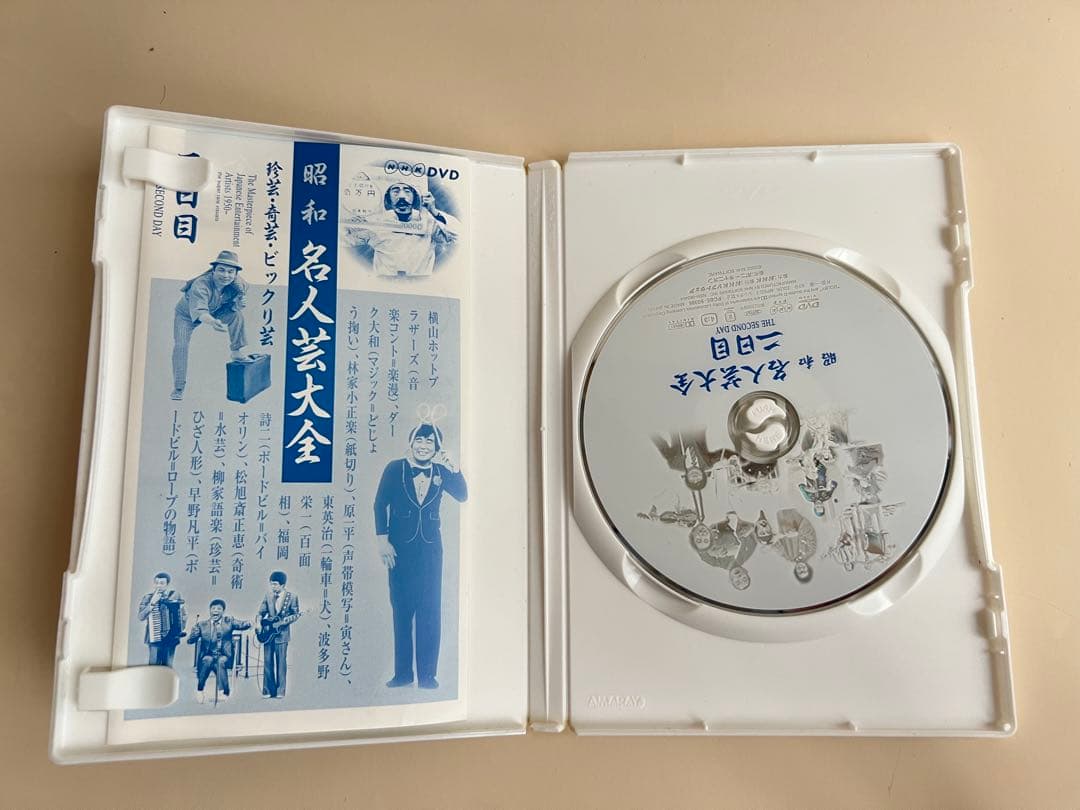 NHK DVD
昭和 名人芸大全
珍芸・奇芸・ビックリ芸
The Masterpiece of
Japanese Entertainment
Artists 1950-
日目
SECOND DAY
万円
横山ホットブ
ラザーズ(音
楽コント=楽漫)、ダー
ク大和(マジック=どじょ
う掬い)、林家小正楽(紙切り)、原一平(声帯模写=寅さん)、
東英治(一輪車=犬)、波多野
栄一(百面
相)、福岡
詩二(ボードビル=バイ
オリン)、松旭斎正恵(奇術
=水芸)、柳家語楽(珍芸=
ひざ人形)、早野凡平(ボ
ードビル=ロープの物語)
昭和 名人芸大全
二日目
THE SECOND DAY
DVD
AMARAY